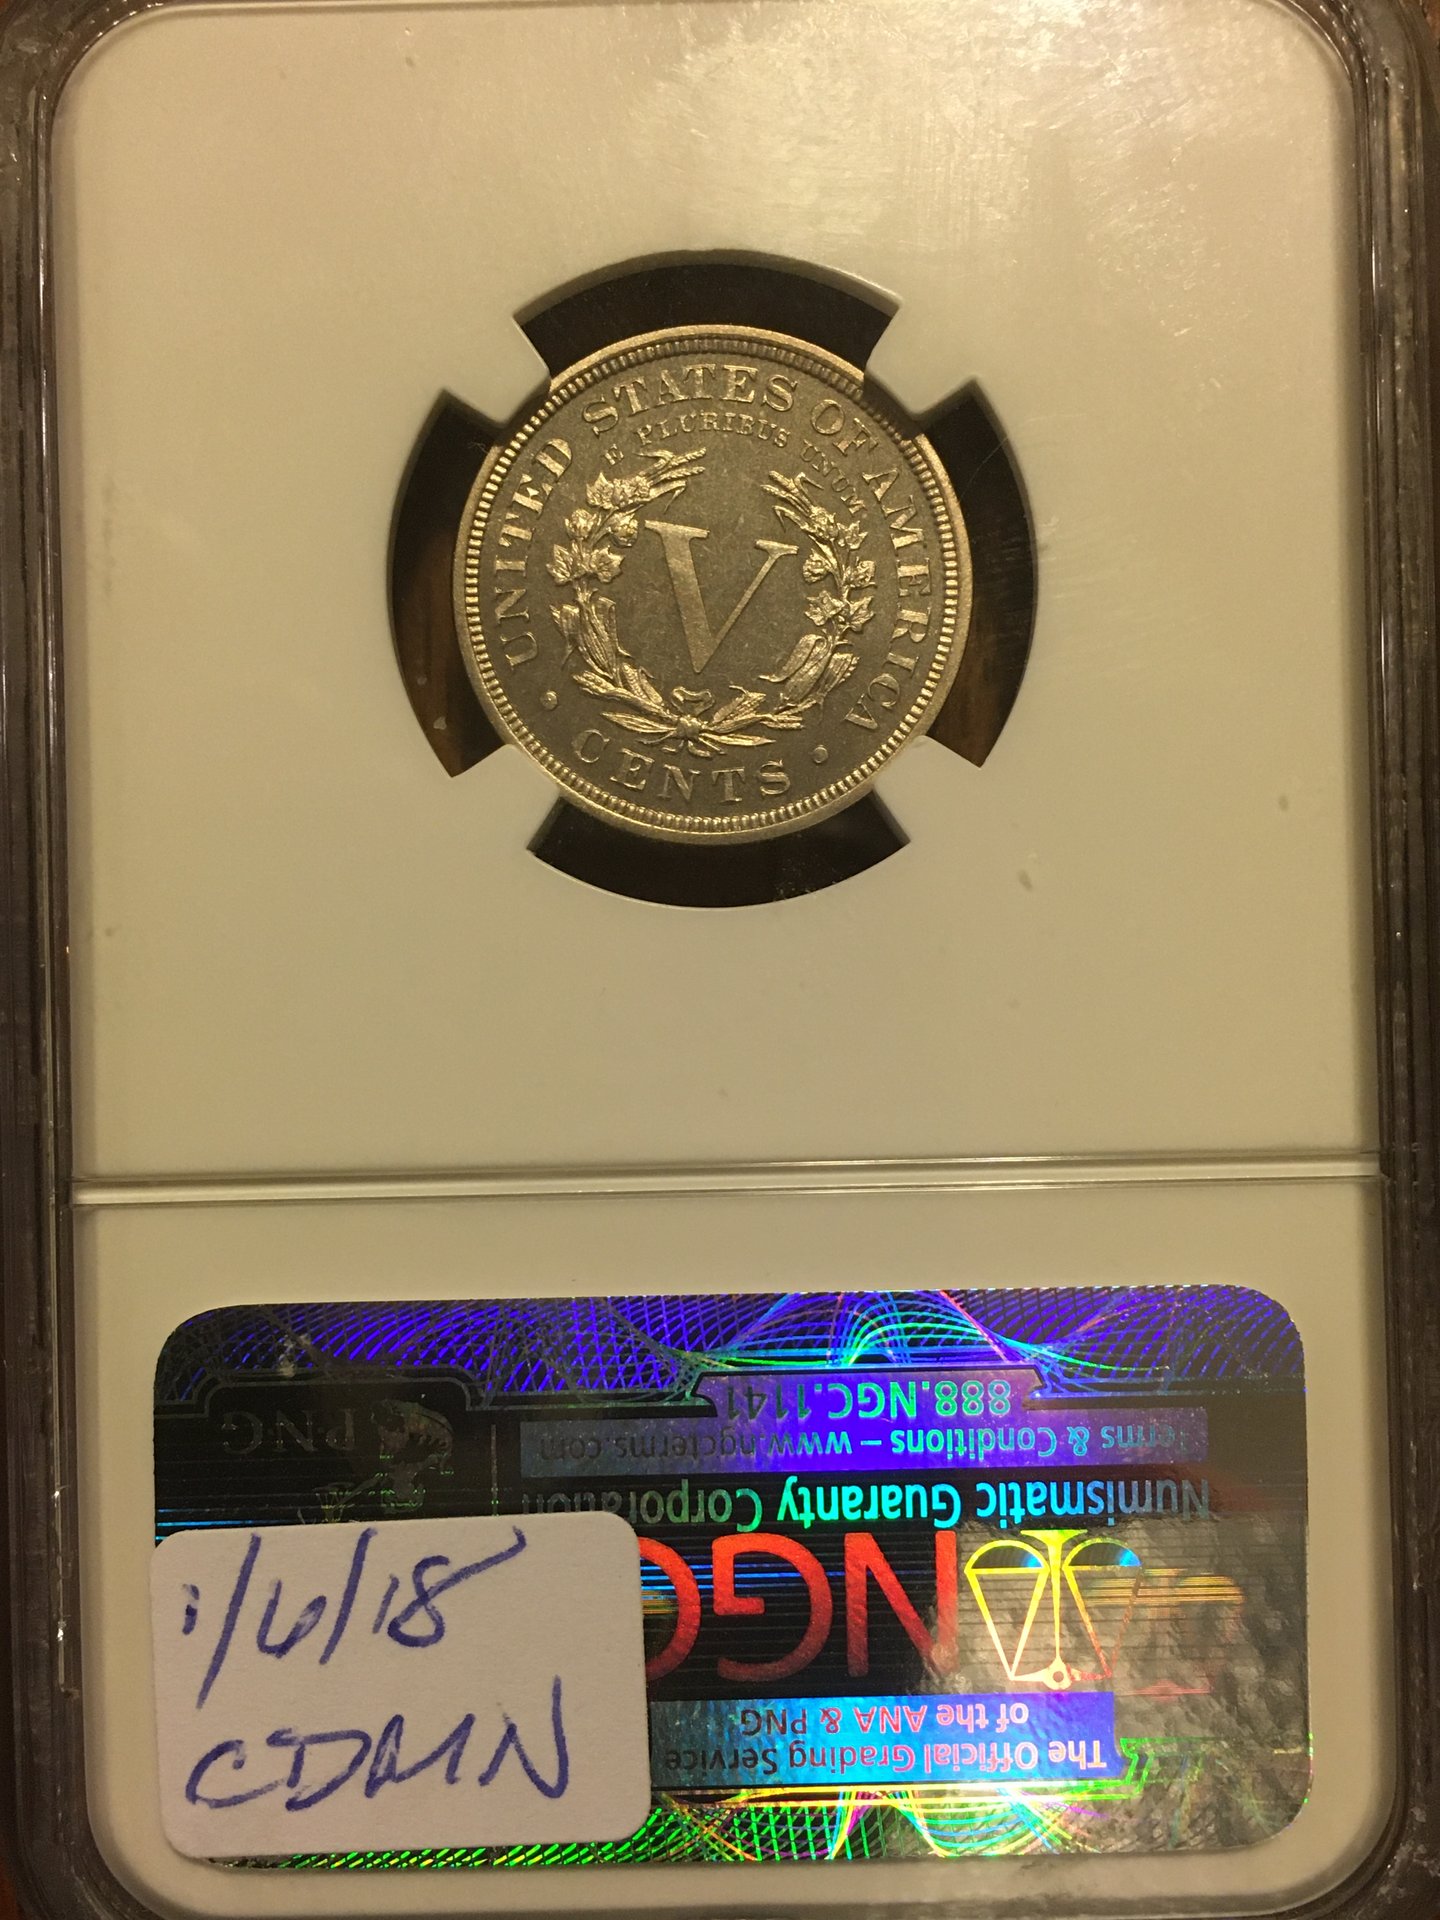 UNITED STATES OF AMERICA
E PLURIBUS UNUM
V
CENTS
888.NGC.1141
Terms & Conditions – www.ngcterms.com
Numismatic Guaranty Corporation
NGC
The Official Grading Service
of the ANA & PNG
PNG
1/6/18